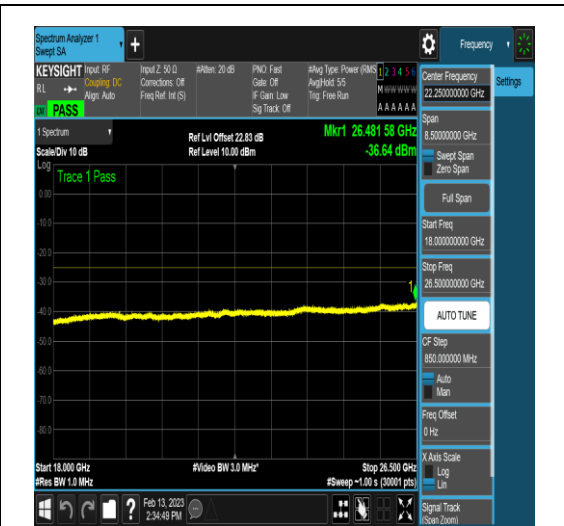 Spectrum Analyzer 1
Swept SA
+
Frequency
KEYSIGHT
RL
PASS
Input: RF
Coupling: DC
Align: Auto
Input Z: 50 Ω
Corrections: Off
Freq Ref: Int (S)
#Atten: 20 dB
PNO: Fast
Gate: Off
IF Gain: Low
Sig Track: Off
#Avg Type: Power (RMS
Avg|Hold: 5/5
Trig: Free Run
1 2 3 4 5 6
M W W W W W
A A A A A A
1 Spectrum
Scale/Div 10 dB
Ref Lvl Offset 22.83 dB
Ref Level 10.00 dBm
Mkr1 26.481 58 GHz
-36.64 dBm
Log
Trace 1 Pass
0.00
-10.0
-20.0
-30.0
-40.0
-50.0
-60.0
-70.0
-80.0
1
Start 18.000 GHz
#Res BW 1.0 MHz
#Video BW 3.0 MHz*
Stop 26.500 GHz
#Sweep ~1.00 s (30001 pts)
Feb 13, 2023
2:34:49 PM
?
Center Frequency
22.250000000 GHz
Span
8.50000000 GHz
Swept Span
Zero Span
Full Span
Start Freq
18.000000000 GHz
Stop Freq
26.500000000 GHz
AUTO TUNE
CF Step
850.000000 MHz
Auto
Man
Freq Offset
0 Hz
X Axis Scale
Log
Lin
Signal Track
(Span Zoom)
Settings